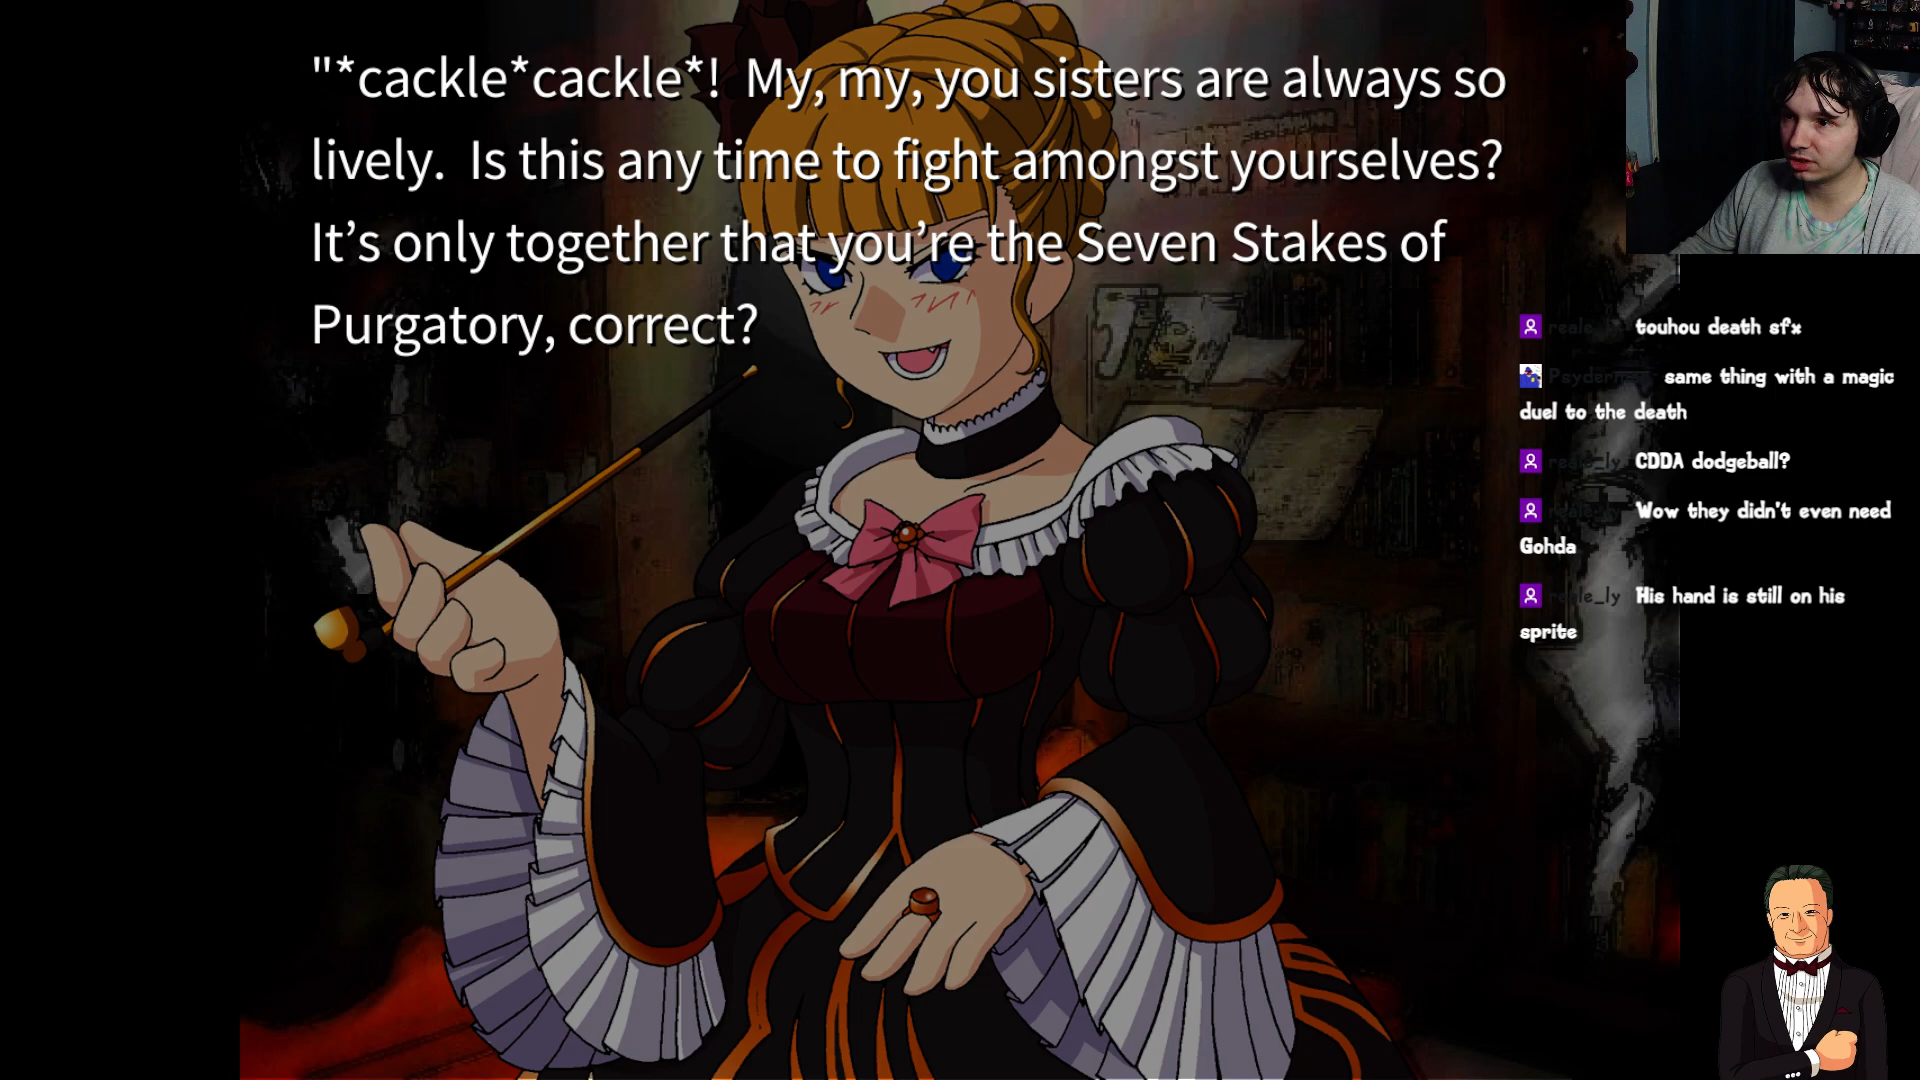 "*cackle*cackle*!  My, my, you sisters are always so
lively.  Is this any time to fight amongst yourselves?
It’s only together that you’re the Seven Stakes of
Purgatory, correct?
touhou death sfx
same thing with a magic
duel to the death
CDDA dodgeball?
Wow they didn't even need
Gohda
His hand is still on his
sprite